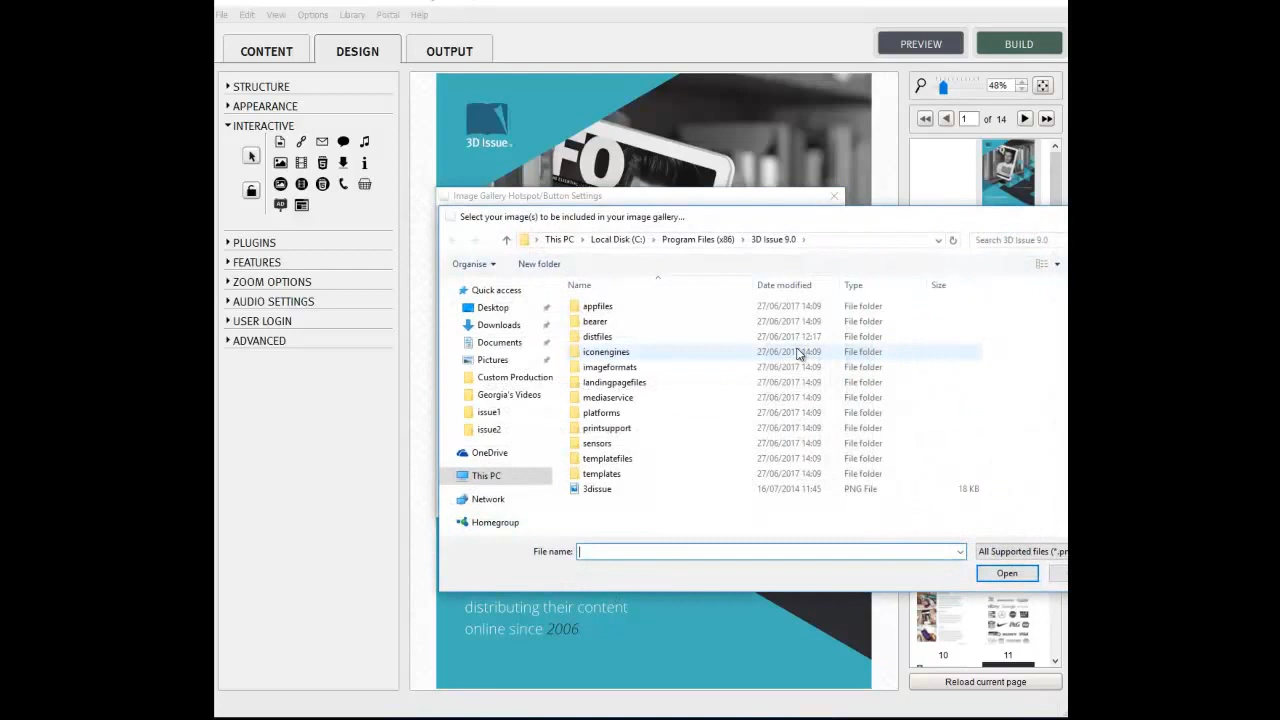 File Edit View Options Library Portal Help
CONTENT DESIGN OUTPUT PREVIEW BUILD
STRUCTURE
APPEARANCE
INTERACTIVE
AD
PLUGINS
FEATURES
ZOOM OPTIONS
AUDIO SETTINGS
USER LOGIN
ADVANCED
3D Issue
FO
48%
1 of 14
Image Gallery Hotspot/Button Settings
Select your image(s) to be included in your image gallery...
This PC Local Disk (C:) Program Files (x86) 3D Issue 9.0 Search 3D Issue 9.0
Organise New folder
Quick access
Desktop
Downloads
Documents
Pictures
Custom Production
Georgia's Videos
issue1
issue2
OneDrive
This PC
Network
Homegroup
Name Date modified Type Size
appfiles 27/06/2017 14:09 File folder
bearer 27/06/2017 14:09 File folder
distfiles 27/06/2017 12:17 File folder
iconengines 27/06/2017 14:09 File folder
imageformats 27/06/2017 14:09 File folder
landingpagefiles 27/06/2017 14:09 File folder
mediaservice 27/06/2017 14:09 File folder
platforms 27/06/2017 14:09 File folder
printsupport 27/06/2017 14:09 File folder
sensors 27/06/2017 14:09 File folder
templatefiles 27/06/2017 14:09 File folder
templates 27/06/2017 14:09 File folder
3dissue 16/07/2014 11:45 PNG File 18 KB
File name: All Supported files (*.pr
Open
distributing their content
online since 2006
10 11
Reload current page